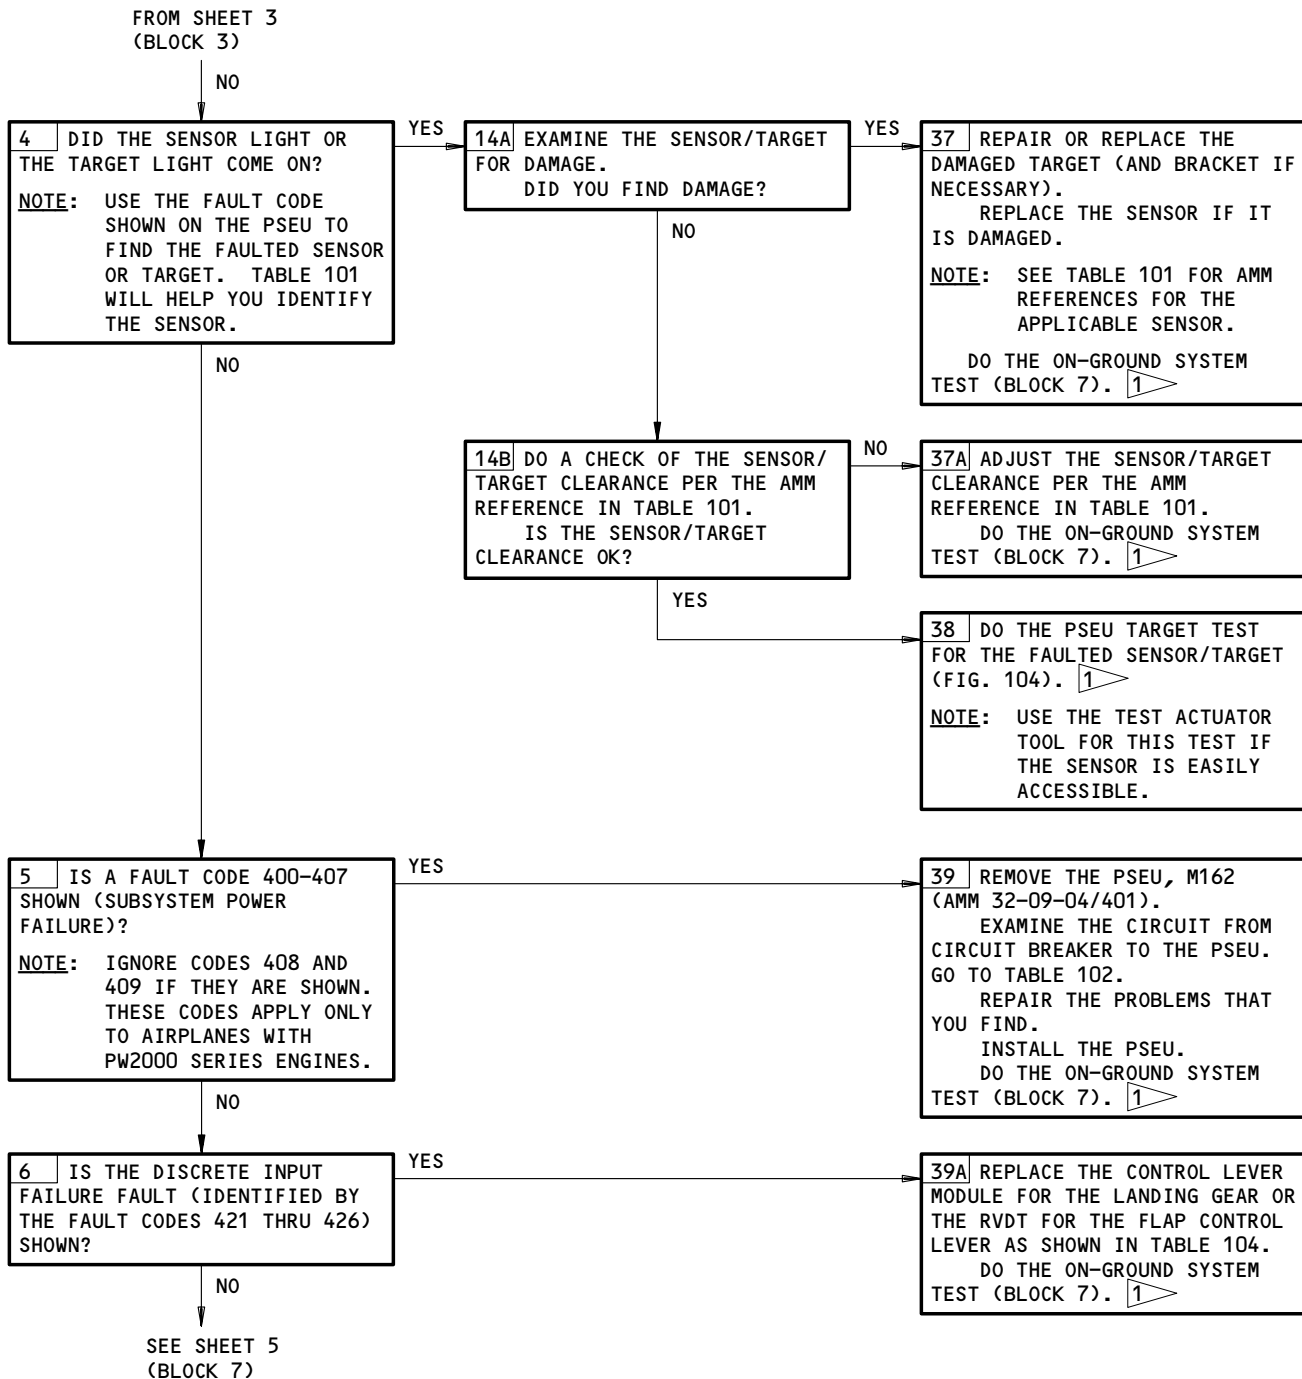 FROM SHEET 3
(BLOCK 3)
NO
4 DID THE SENSOR LIGHT OR
THE TARGET LIGHT COME ON?
NOTE: USE THE FAULT CODE
SHOWN ON THE PSEU TO
FIND THE FAULTED SENSOR
OR TARGET. TABLE 101
WILL HELP YOU IDENTIFY
THE SENSOR.
YES
NO
14A EXAMINE THE SENSOR/TARGET
FOR DAMAGE.
DID YOU FIND DAMAGE?
YES
NO
37 REPAIR OR REPLACE THE
DAMAGED TARGET (AND BRACKET IF
NECESSARY).
REPLACE THE SENSOR IF IT
IS DAMAGED.
NOTE: SEE TABLE 101 FOR AMM
REFERENCES FOR THE
APPLICABLE SENSOR.
DO THE ON-GROUND SYSTEM
TEST (BLOCK 7). 1
14B DO A CHECK OF THE SENSOR/
TARGET CLEARANCE PER THE AMM
REFERENCE IN TABLE 101.
IS THE SENSOR/TARGET
CLEARANCE OK?
NO
YES
37A ADJUST THE SENSOR/TARGET
CLEARANCE PER THE AMM
REFERENCE IN TABLE 101.
DO THE ON-GROUND SYSTEM
TEST (BLOCK 7). 1
38 DO THE PSEU TARGET TEST
FOR THE FAULTED SENSOR/TARGET
(FIG. 104). 1
NOTE: USE THE TEST ACTUATOR
TOOL FOR THIS TEST IF
THE SENSOR IS EASILY
ACCESSIBLE.
5 IS A FAULT CODE 400-407
SHOWN (SUBSYSTEM POWER
FAILURE)?
NOTE: IGNORE CODES 408 AND
409 IF THEY ARE SHOWN.
THESE CODES APPLY ONLY
TO AIRPLANES WITH
PW2000 SERIES ENGINES.
YES
NO
39 REMOVE THE PSEU, M162
(AMM 32-09-04/401).
EXAMINE THE CIRCUIT FROM
CIRCUIT BREAKER TO THE PSEU.
GO TO TABLE 102.
REPAIR THE PROBLEMS THAT
YOU FIND.
INSTALL THE PSEU.
DO THE ON-GROUND SYSTEM
TEST (BLOCK 7). 1
6 IS THE DISCRETE INPUT
FAILURE FAULT (IDENTIFIED BY
THE FAULT CODES 421 THRU 426)
SHOWN?
YES
NO
39A REPLACE THE CONTROL LEVER
MODULE FOR THE LANDING GEAR OR
THE RVDT FOR THE FLAP CONTROL
LEVER AS SHOWN IN TABLE 104.
DO THE ON-GROUND SYSTEM
TEST (BLOCK 7). 1
SEE SHEET 5
(BLOCK 7)